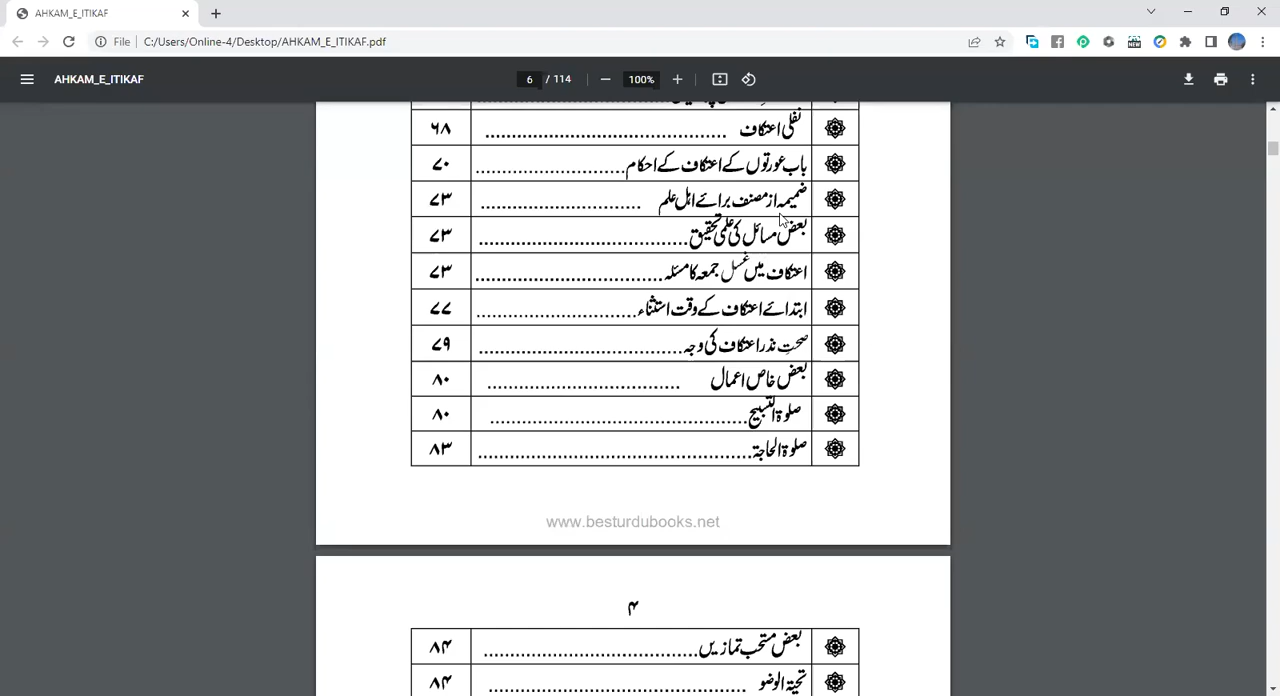 AHKAM_E_ITIKAF
File
C:/Users/Online-4/Desktop/AHKAM_E_ITIKAF.pdf
NEW
AHKAM_E_ITIKAF
6 / 114
100%
نفلی اعتکاف ........................................... ۶۸
باب عورتوں کے اعتکاف کے احکام ........................... ۷۰
ضمیمہ از مصنف برائے اہل علم ............................. ۷۳
بعض مسائل کی علمی تحقیق ..................................... ۷۳
اعتکاف میں غسل جمعہ کا مسئلہ ................................. ۷۳
ابتدائے اعتکاف کے وقت استثناء ............................ ۷۷
صحتِ نذر اعتکاف کی وجہ .................................... ۷۹
بعض خاص اعمال .................................. ۸۰
صلوۃ التسبیح .............................................. ۸۰
صلوۃ الحاجۃ ................................................. ۸۳
www.besturdubooks.net
۴
بعض مستحب نمازیں ...................................... ۸۴
تحیۃ الوضو .............................................. ۸۴